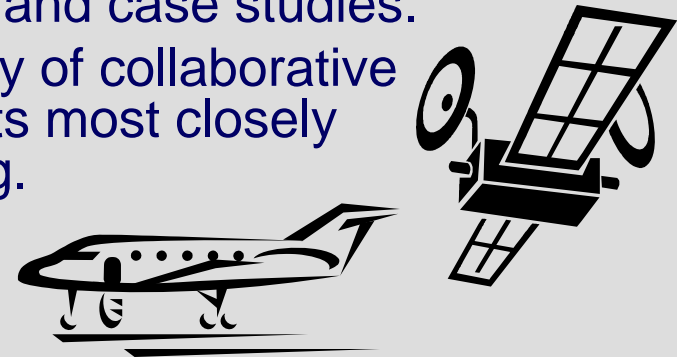 and case studies.
y of collaborative
ts most closely
g.